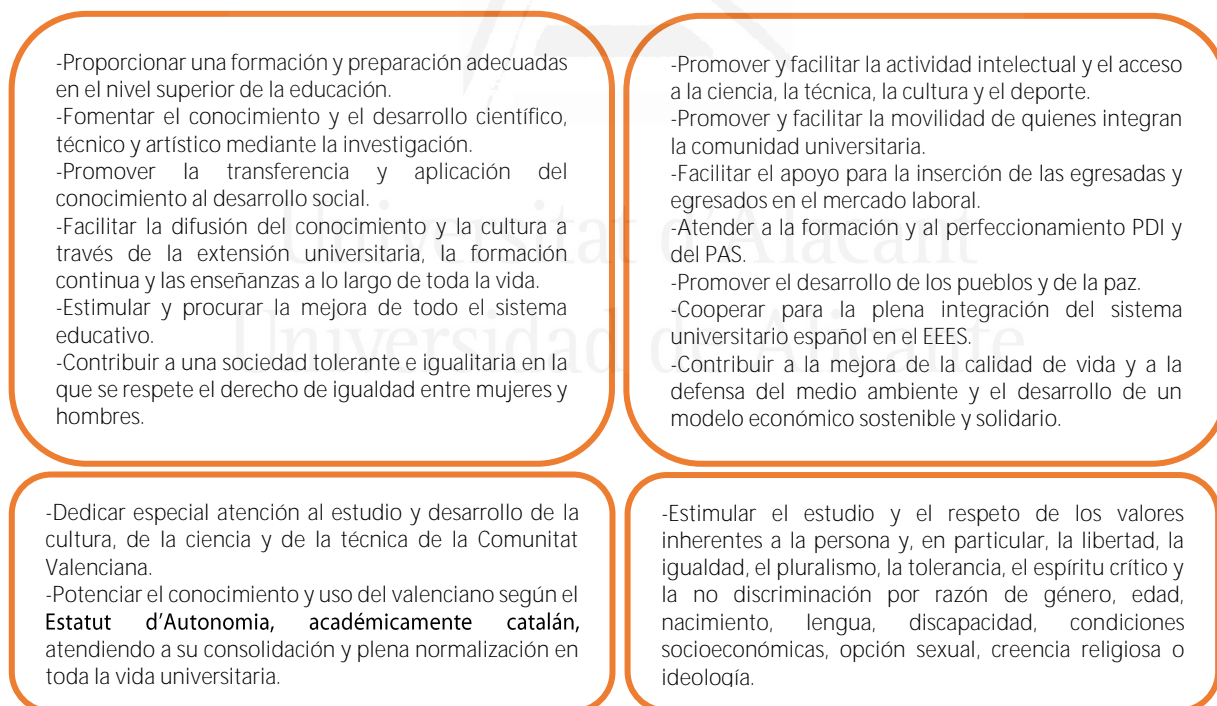 -Proporcionar una formación y preparación adecuadas
en el nivel superior de la educación.
-Fomentar el conocimiento y el desarrollo científico,
técnico y artístico mediante la investigación.
-Promover la transferencia y aplicación del
conocimiento al desarrollo social.
-Facilitar la difusión del conocimiento y la cultura a
través de la extensión universitaria, la formación
continua y las enseñanzas a lo largo de toda la vida.
-Estimular y procurar la mejora de todo el sistema
educativo.
-Contribuir a una sociedad tolerante e igualitaria en la
que se respete el derecho de igualdad entre mujeres y
hombres.
-Promover y facilitar la actividad intelectual y el acceso
a la ciencia, la técnica, la cultura y el deporte.
-Promover y facilitar la movilidad de quienes integran
la comunidad universitaria.
-Facilitar el apoyo para la inserción de las egresadas y
egresados en el mercado laboral.
-Atender a la formación y al perfeccionamiento PDI y
del PAS.
-Promover el desarrollo de los pueblos y de la paz.
-Cooperar para la plena integración del sistema
universitario español en el EEES.
-Contribuir a la mejora de la calidad de vida y a la
defensa del medio ambiente y el desarrollo de un
modelo económico sostenible y solidario.
Universitat d'Alacant
Universidad de Alicante
-Dedicar especial atención al estudio y desarrollo de la
cultura, de la ciencia y de la técnica de la Comunitat
Valenciana.
-Potenciar el conocimiento y uso del valenciano según el
Estatut d'Autonomia, académicamente catalán,
atendiendo a su consolidación y plena normalización en
toda la vida universitaria.
-Estimular el estudio y el respeto de los valores
inherentes a la persona y, en particular, la libertad, la
igualdad, el pluralismo, la tolerancia, el espíritu crítico y
la no discriminación por razón de género, edad,
nacimiento, lengua, discapacidad, condiciones
socioeconómicas, opción sexual, creencia religiosa o
ideología.